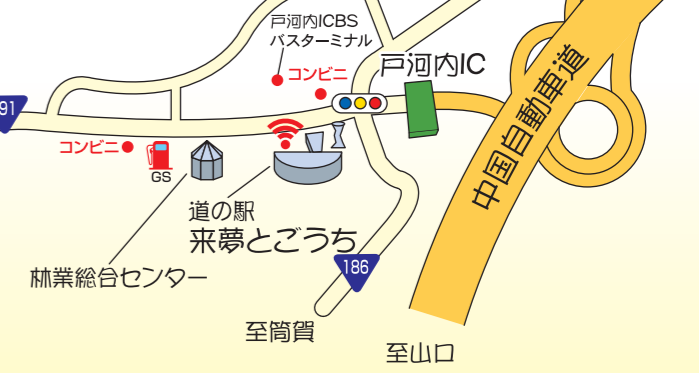 戸河内ICBS
バスターミナル
コンビニ
戸河内IC
中国自動車道
91
コンビニ
GS
道の駅
来夢とごうち
林業総合センター
186
至筒賀
至山口